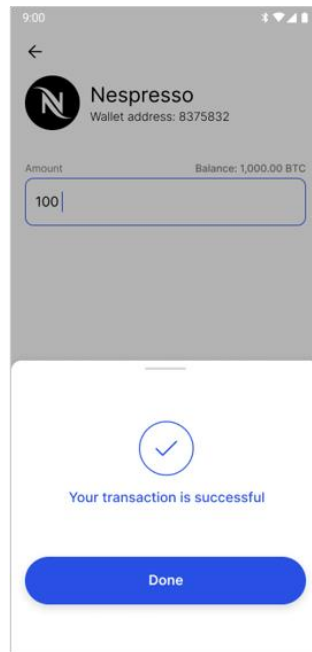 9:00
N
Nespresso
Wallet address: 8375832
Amount
Balance: 1,000.00 BTC
100
Your transaction is successful
Done